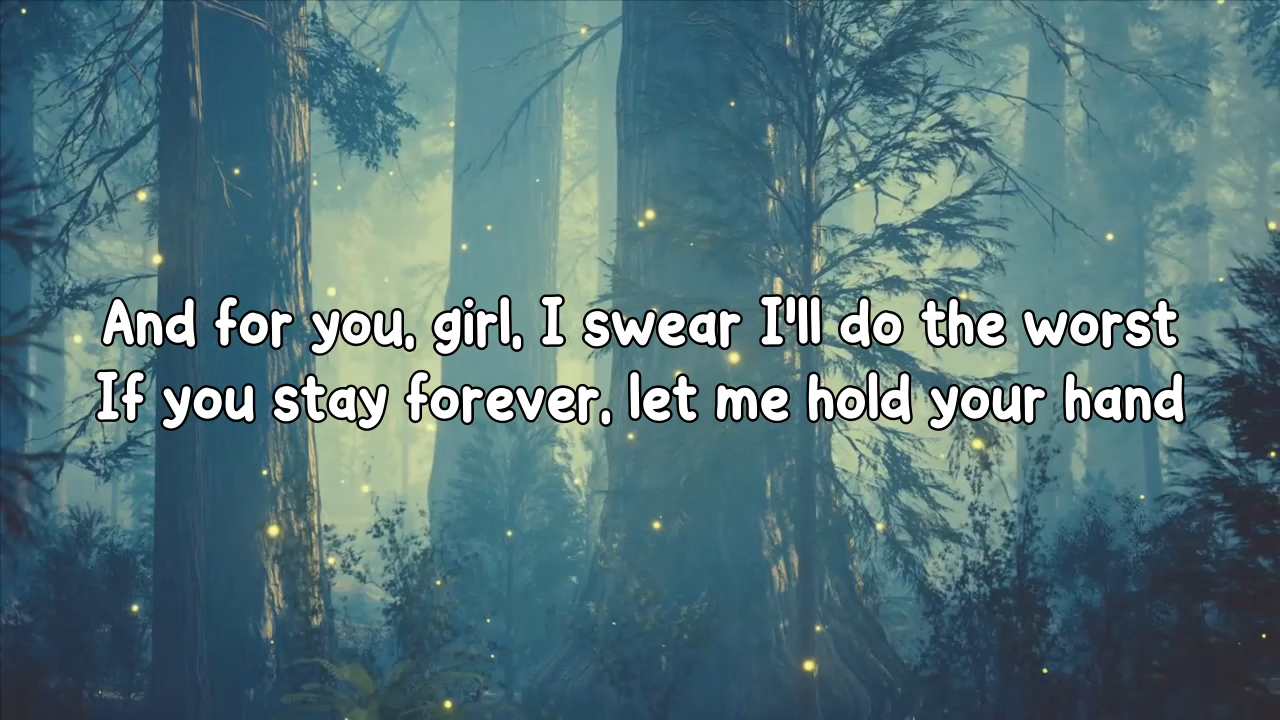 And for you, girl, I swear I'll do the worst
If you stay forever, let me hold your hand